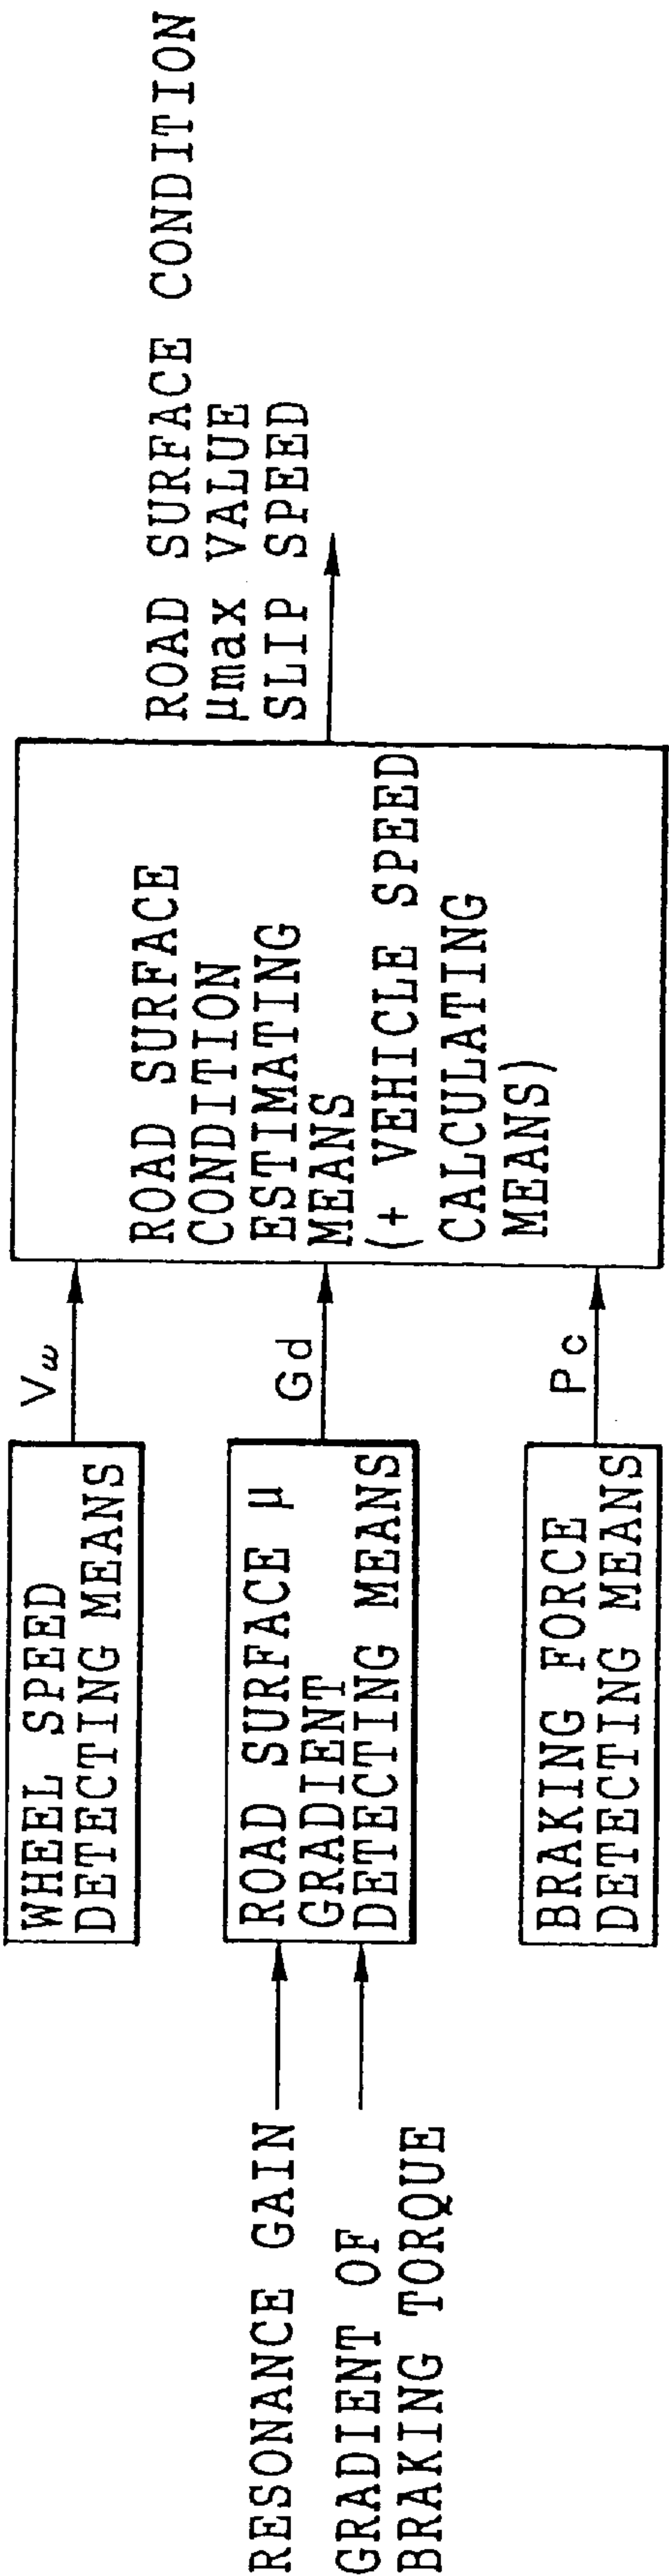 RESONANCE GAIN
GRADIENT OF
BRAKING TORQUE
WHEEL SPEED
DETECTING MEANS
ROAD SURFACE μ
GRADIENT
DETECTING MEANS
BRAKING FORCE
DETECTING MEANS
Vω
Gd
Pc
ROAD SURFACE
CONDITION
ESTIMATING
MEANS
(+ VEHICLE SPEED
CALCULATING
MEANS)
ROAD SURFACE CONDITION
μmax VALUE
SLIP SPEED